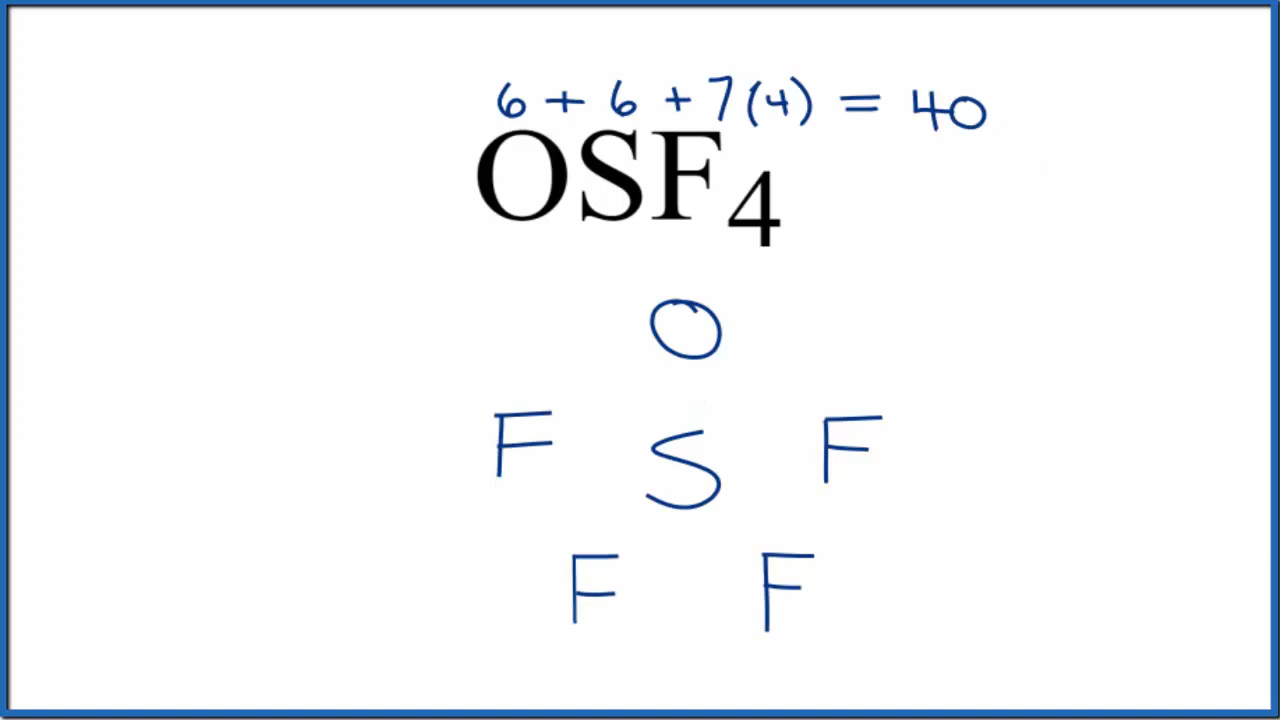 6 + 6 + 7(4) = 40
OSF₄
O
F S F
F F